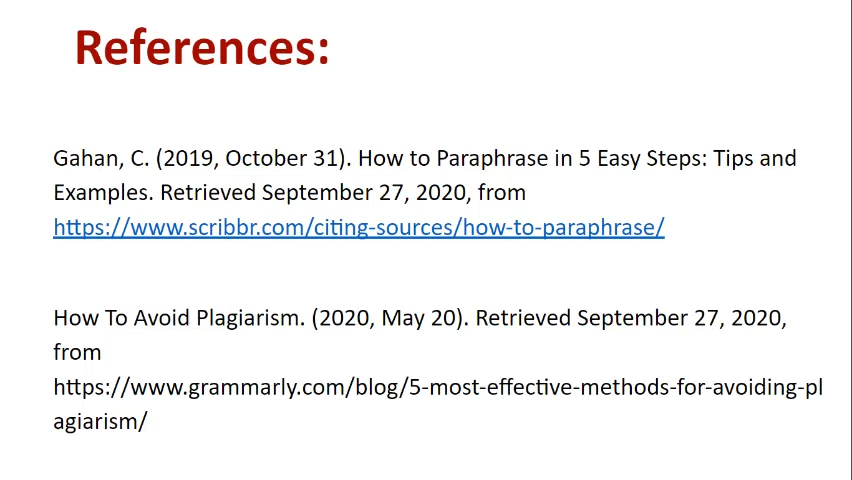 References:
Gahan, C. (2019, October 31). How to Paraphrase in 5 Easy Steps: Tips and
Examples. Retrieved September 27, 2020, from
https://www.scribbr.com/citing-sources/how-to-paraphrase/
How To Avoid Plagiarism. (2020, May 20). Retrieved September 27, 2020,
from
https://www.grammarly.com/blog/5-most-effective-methods-for-avoiding-pl
agiarism/